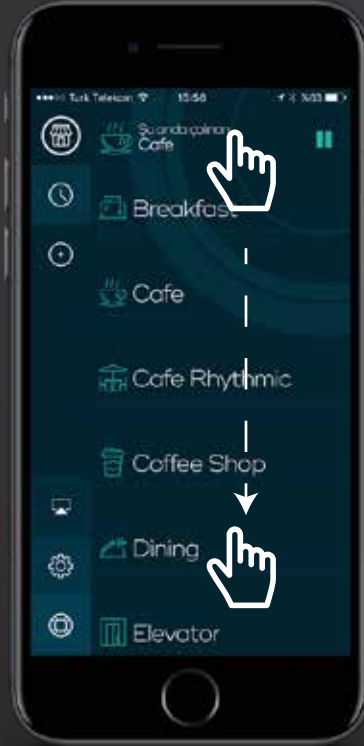 Turk Telekom 15:56
Şu anda çalınan
Cafe
Breakfast
Cafe
Cafe Rhythmic
Coffee Shop
Dining
Elevator